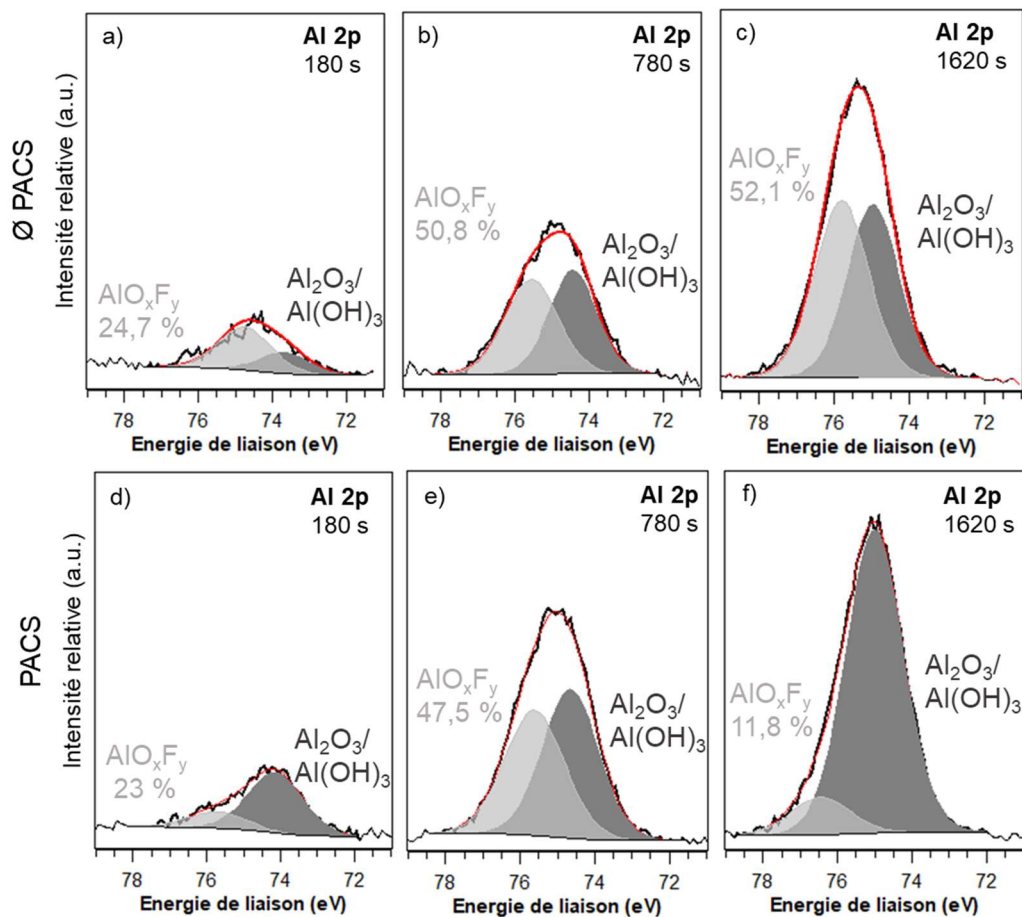 Ø PACS
Intensité relative (a.u.)
a)
Al 2p
180 s
AlOxFy
24,7 %
Al2O3/
Al(OH)3
78 76 74 72
Energie de liaison (eV)
b)
Al 2p
780 s
AlOxFy
50,8 %
Al2O3/
Al(OH)3
78 76 74 72
Energie de liaison (eV)
c)
Al 2p
1620 s
AlOxFy
52,1 %
Al2O3/
Al(OH)3
78 76 74 72
Energie de liaison (eV)
PACS
Intensité relative (a.u.)
d)
Al 2p
180 s
AlOxFy
23 %
Al2O3/
Al(OH)3
78 76 74 72
Energie de liaison (eV)
e)
Al 2p
780 s
AlOxFy
47,5 %
Al2O3/
Al(OH)3
78 76 74 72
Energie de liaison (eV)
f)
Al 2p
1620 s
AlOxFy
11,8 %
Al2O3/
Al(OH)3
78 76 74 72
Energie de liaison (eV)